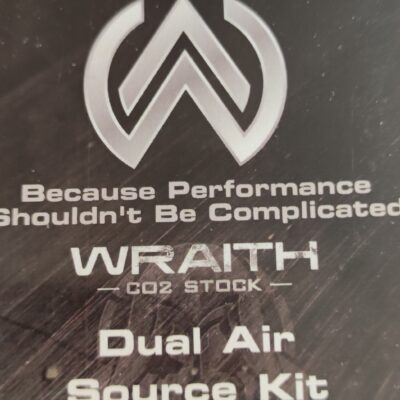 Because Performance
Shouldn't Be Complicated
WRAITH
— CO2 STOCK —
Dual Air
Source Kit